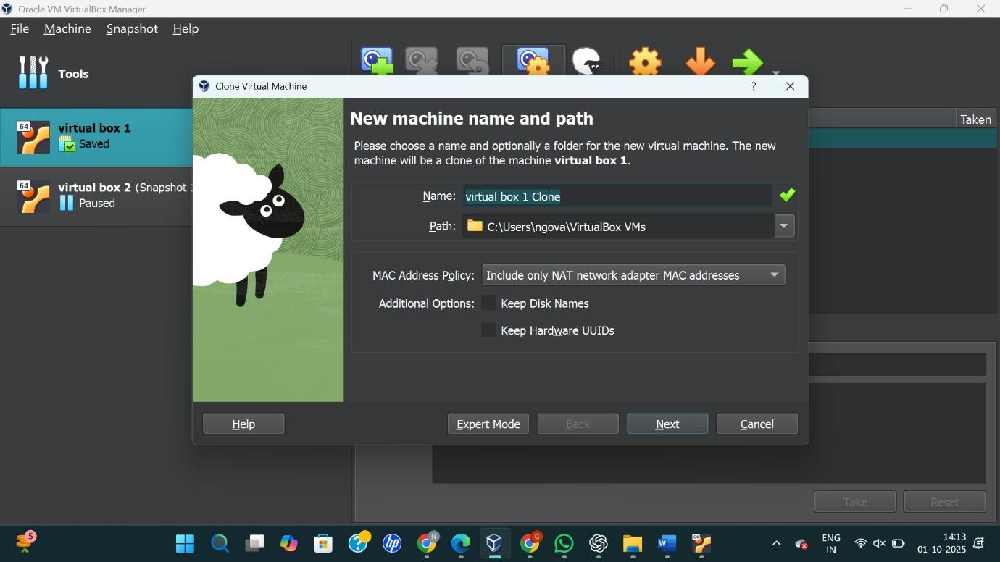 Oracle VM VirtualBox Manager
File Machine Snapshot Help
Tools
Clone Virtual Machine
?
New machine name and path
Taken
64
virtual box 1
Saved
Please choose a name and optionally a folder for the new virtual machine. The new
machine will be a clone of the machine virtual box 1.
64
virtual box 2 (Snapshot
Paused
Name: virtual box 1 Clone
Path: C:\Users\ngova\VirtualBox VMs
MAC Address Policy: Include only NAT network adapter MAC addresses
Additional Options: Keep Disk Names
Keep Hardware UUIDs
Help Expert Mode Back Next Cancel
Take Reset
5
N
G
64
ENG
IN
14:13
01-10-2025